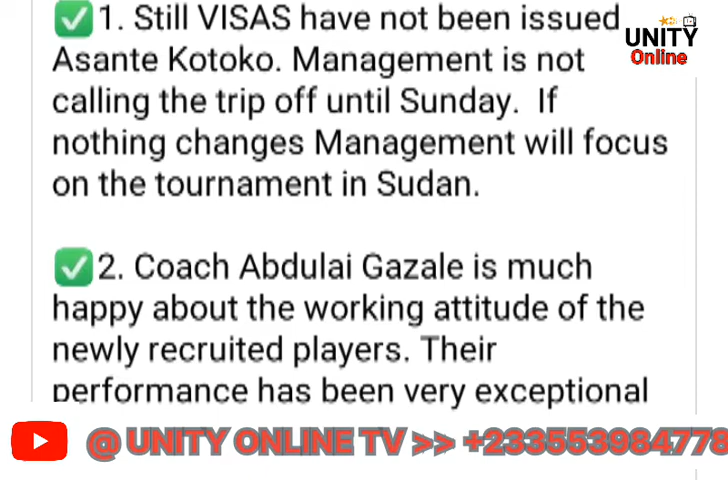 ✅1. Still VISAS have not been issued
Asante Kotoko. Management is not
calling the trip off until Sunday. If
nothing changes Management will focus
on the tournament in Sudan.
✅2. Coach Abdulai Gazale is much
happy about the working attitude of the
newly recruited players. Their
performance has been very exceptional
UNITY
Online
@ UNITY ONLINE TV >> +233553984778